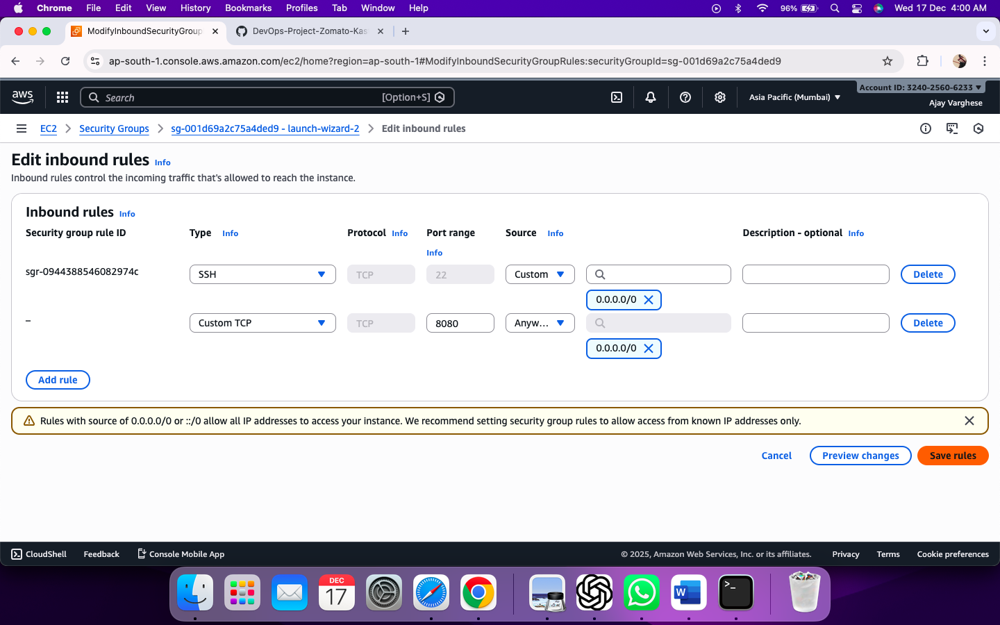 Chrome File Edit View History Bookmarks Profiles Tab Window Help 96% Wed 17 Dec 4:00 AM
ModifyInboundSecurityGroup DevOps-Project-Zomato-Kas
ap-south-1.console.aws.amazon.com/ec2/home?region=ap-south-1#ModifyInboundSecurityGroupRules:securityGroupId=sg-001d69a2c75a4ded9
aws Search [Option+S] Asia Pacific (Mumbai) Account ID: 3240-2560-6233
Ajay Varghese
EC2 Security Groups sg-001d69a2c75a4ded9 - launch-wizard-2 Edit inbound rules
Edit inbound rules Info
Inbound rules control the incoming traffic that's allowed to reach the instance.
Inbound rules Info
Security group rule ID Type Info Protocol Info Port range Source Info Description - optional Info
Info
sgr-0944388546082974c SSH TCP 22 Custom Delete
0.0.0.0/0
– Custom TCP TCP 8080 Anyw... Delete
0.0.0.0/0
Add rule
Rules with source of 0.0.0.0/0 or ::/0 allow all IP addresses to access your instance. We recommend setting security group rules to allow access from known IP addresses only.
Cancel Preview changes Save rules
CloudShell Feedback Console Mobile App © 2025, Amazon Web Services, Inc. or its affiliates. Privacy Terms Cookie preferences
DEC
17
W
>_